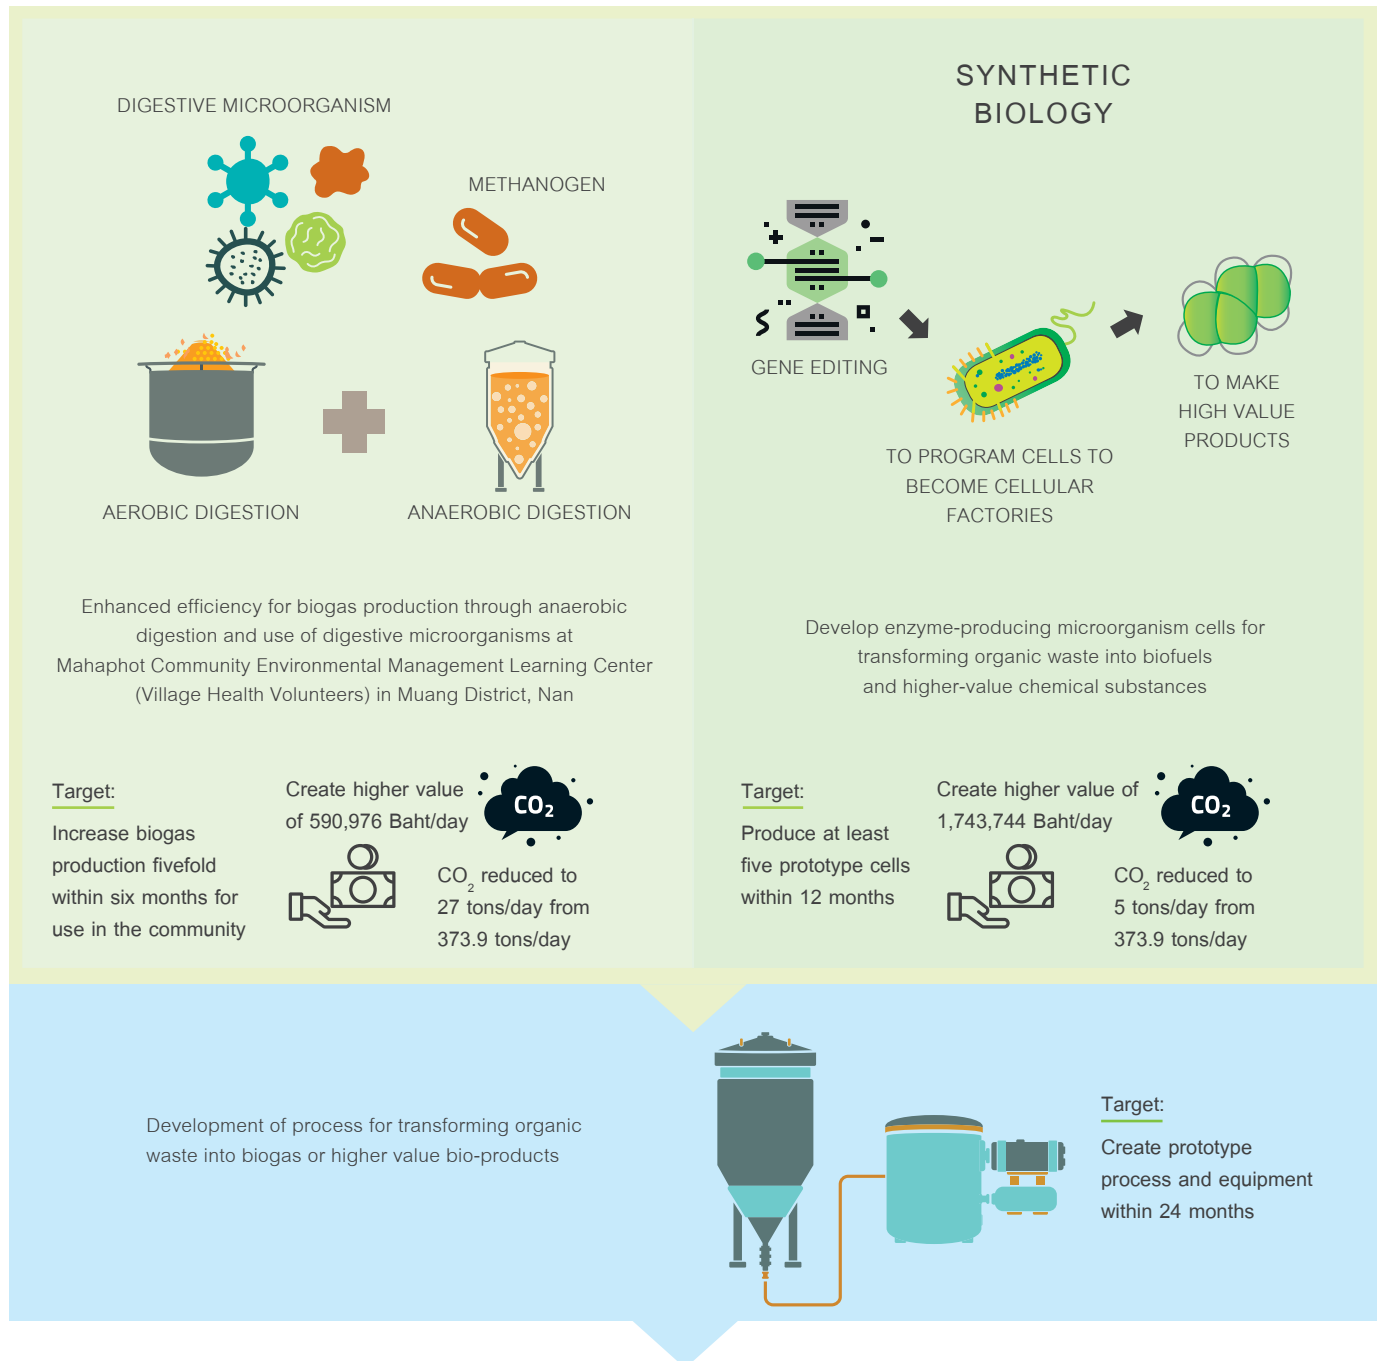 DIGESTIVE MICROORGANISM
METHANOGEN
AEROBIC DIGESTION
ANAEROBIC DIGESTION
Enhanced efficiency for biogas production through anaerobic
digestion and use of digestive microorganisms at
Mahaphot Community Environmental Management Learning Center
(Village Health Volunteers) in Muang District, Nan
Target:
Increase biogas
production fivefold
within six months for
use in the community
Create higher value
of 590,976 Baht/day
CO2
CO2 reduced to
27 tons/day from
373.9 tons/day
SYNTHETIC
BIOLOGY
GENE EDITING
TO PROGRAM CELLS TO
BECOME CELLULAR
FACTORIES
TO MAKE
HIGH VALUE
PRODUCTS
Develop enzyme-producing microorganism cells for
transforming organic waste into biofuels
and higher-value chemical substances
Target:
Produce at least
five prototype cells
within 12 months
Create higher value of
1,743,744 Baht/day
CO2
CO2 reduced to
5 tons/day from
373.9 tons/day
Development of process for transforming organic
waste into biogas or higher value bio-products
Target:
Create prototype
process and equipment
within 24 months